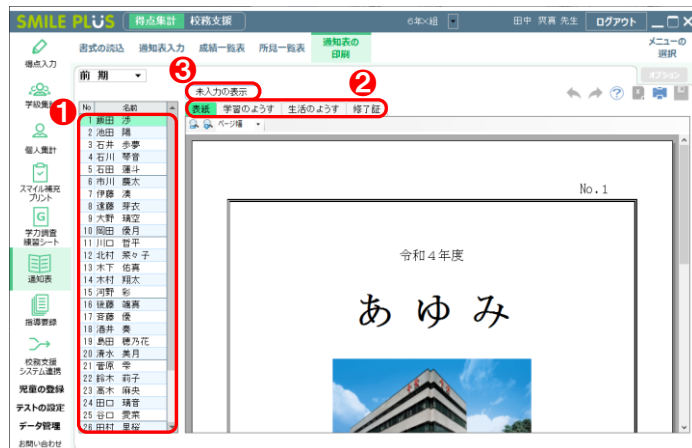 SMILE PLUS 得点集計 校務支援 6年×組 田中 爽真 先生 ログアウト
書式の読込 通知表入力 成績一覧表 所見一覧表 通知表の印刷 メニューの選択
得点入力
学級集計
個人集計
スマイル補充プリント
学力調査練習シート
通知表
指導要録
校務支援システム連携
児童の登録
テストの設定
データ管理
お問い合わせ
前 期
オプション
❸
未入力の表示
❷
表紙 学習のようす 生活のようす 修了証
ページ幅
❶
No 名前
1 飯田 渉
2 池田 陽
3 石井 歩夢
4 石川 琴音
5 石田 蓮斗
6 市川 慶太
7 伊藤 湊
8 遠藤 芽衣
9 大野 晴空
10 岡田 優月
11 川口 哲平
12 北村 菜々子
13 木下 佑真
14 木村 翔太
15 河野 彩
16 後藤 颯真
17 斉藤 優
18 酒井 奏
19 島田 穂乃花
20 清水 美月
21 菅原 雫
22 鈴木 莉子
23 高木 麻央
24 田口 璃音
25 谷口 愛菜
26 田村 里桜
No.1
令和4年度
あゆみ